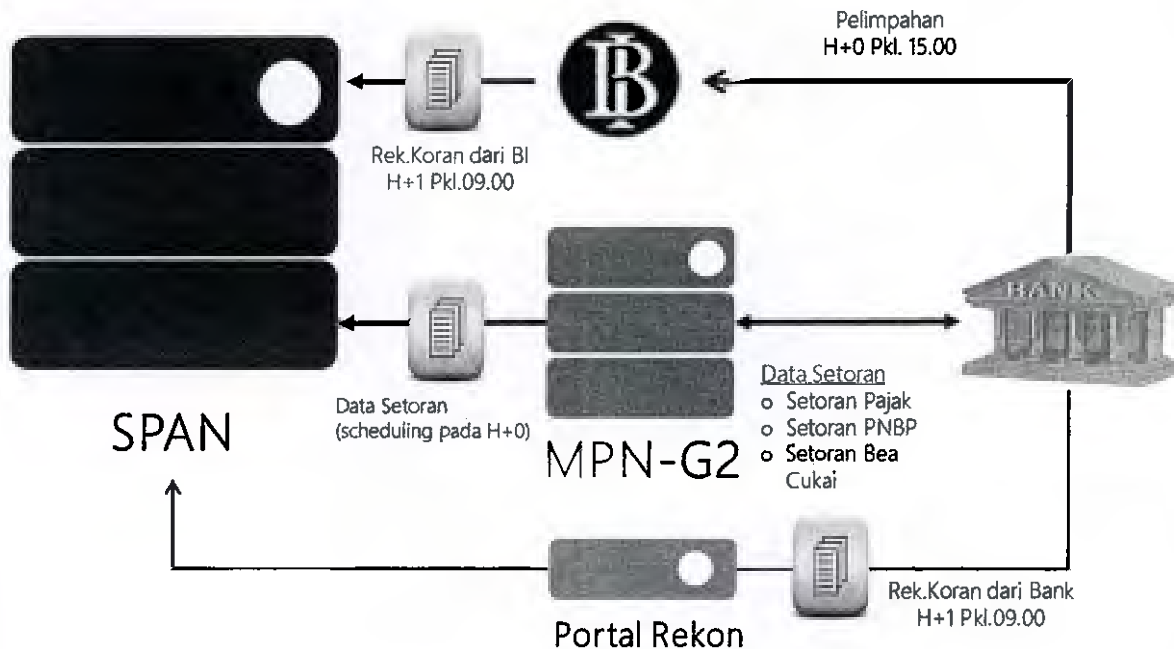 Pelimpahan
H+0 Pkl. 15.00
BI
Rek.Koran dari BI
H+1 Pkl.09.00
BANK
Data Setoran
(scheduling pada H+0)
SPAN
MPN-G2
Data Setoran
o Setoran Pajak
o Setoran PNBP
o Setoran Bea
Cukai
Rek.Koran dari Bank
H+1 Pkl.09.00
Portal Rekon